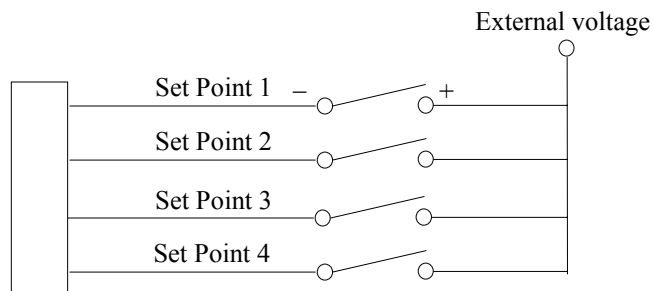 External voltage
Set Point 1 – +
Set Point 2
Set Point 3
Set Point 4